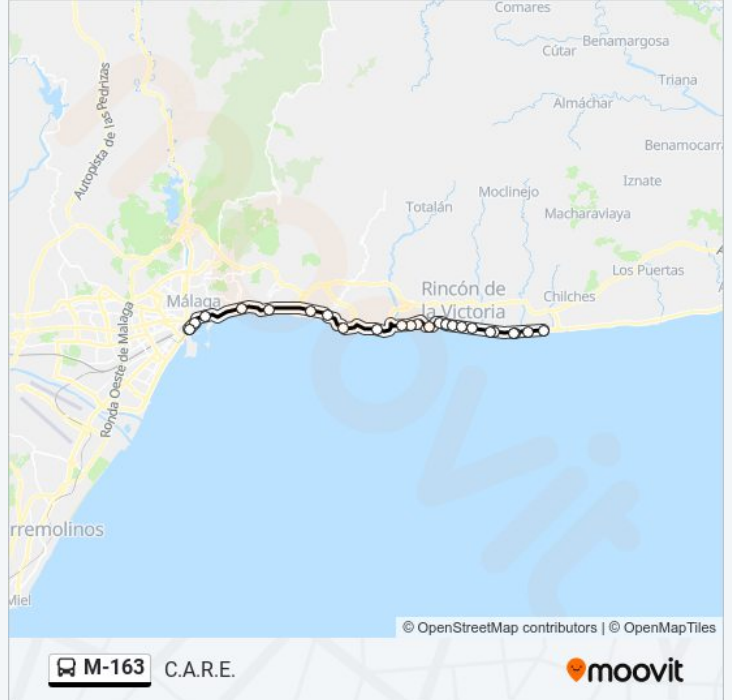 Comares
Cútar
Benamargosa
Triana
Almáchar
Autopista de las Pedrizas
Benamocarra
Iznate
Moclinejo
Totalán
Macharaviaya
Los Puertas
Rincón de
la Victoria
Chilches
Málaga
Ronda Oeste de Malaga
rremolinos
Miel
© OpenStreetMap contributors | © OpenMapTiles
M-163 C.A.R.E.
moovit